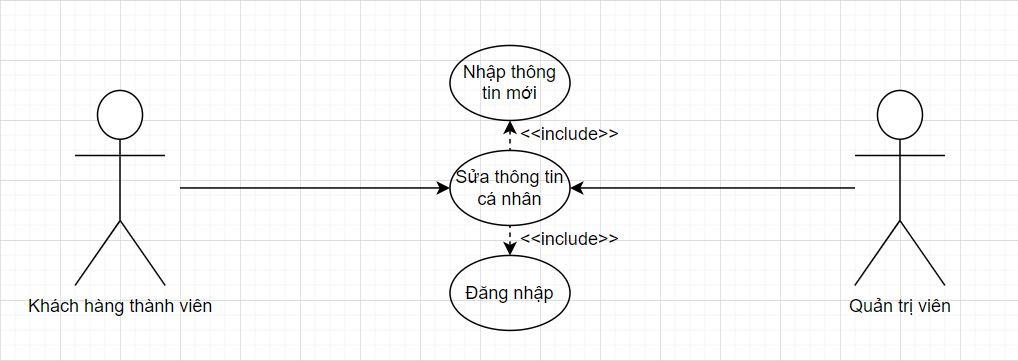 Nhập thông
tin mới
<<include>>
Sửa thông tin
cá nhân
<<include>>
Đăng nhập
Khách hàng thành viên
Quản trị viên